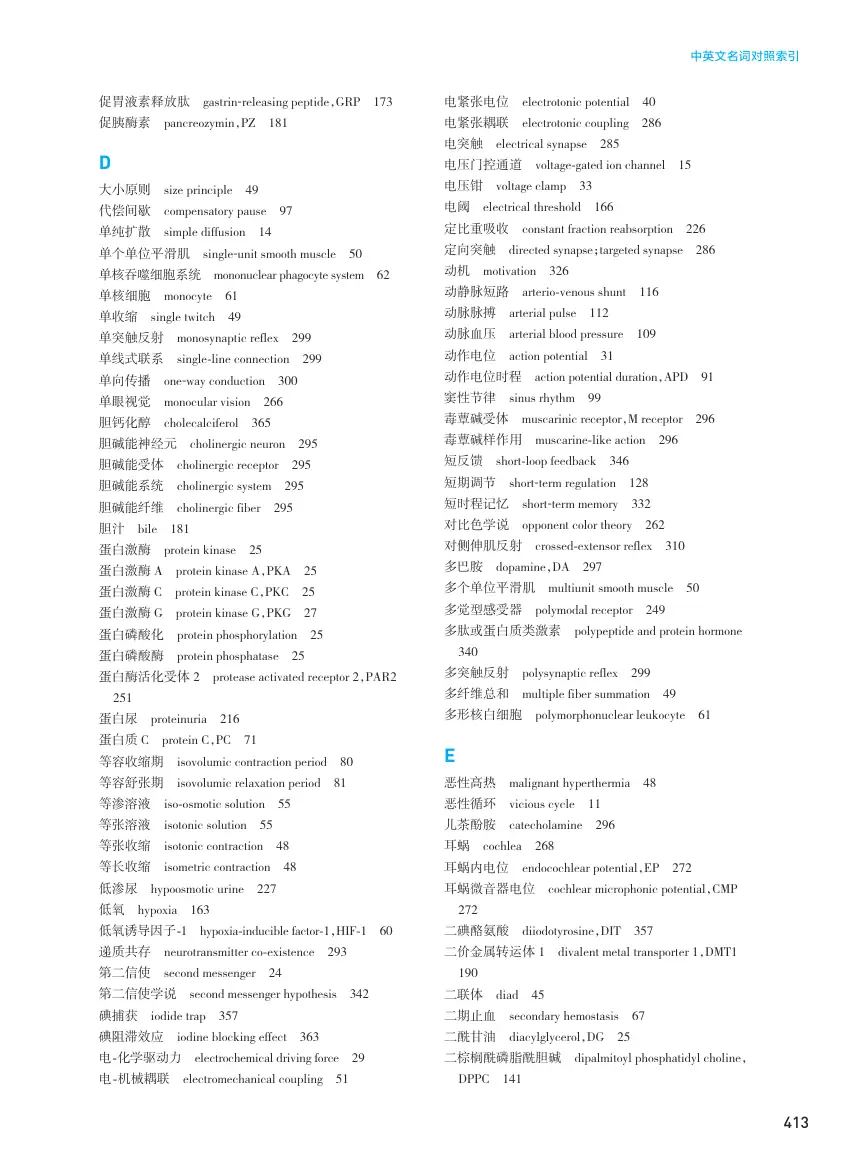 中英文名词对照索引
促胃液素释放肽 gastrin-releasing peptide,GRP 173
促胰酶素 pancreozymin,PZ 181
D
大小原则 size principle 49
代偿间歇 compensatory pause 97
单纯扩散 simple diffusion 14
单个单位平滑肌 single-unit smooth muscle 50
单核吞噬细胞系统 mononuclear phagocyte system 62
单核细胞 monocyte 61
单收缩 single twitch 49
单突触反射 monosynaptic reflex 299
单线式联系 single-line connection 299
单向传播 one-way conduction 300
单眼视觉 monocular vision 266
胆钙化醇 cholecalciferol 365
胆碱能神经元 cholinergic neuron 295
胆碱能受体 cholinergic receptor 295
胆碱能系统 cholinergic system 295
胆碱能纤维 cholinergic fiber 295
胆汁 bile 181
蛋白激酶 protein kinase 25
蛋白激酶 A protein kinase A,PKA 25
蛋白激酶 C protein kinase C,PKC 25
蛋白激酶 G protein kinase G,PKG 27
蛋白磷酸化 protein phosphorylation 25
蛋白磷酸酶 protein phosphatase 25
蛋白酶活化受体 2 protease activated receptor 2,PAR2
251
蛋白尿 proteinuria 216
蛋白质 C protein C,PC 71
等容收缩期 isovolumic contraction period 80
等容舒张期 isovolumic relaxation period 81
等渗溶液 iso-osmotic solution 55
等张溶液 isotonic solution 55
等张收缩 isotonic contraction 48
等长收缩 isometric contraction 48
低渗尿 hypoosmotic urine 227
低氧 hypoxia 163
低氧诱导因子-1 hypoxia-inducible factor-1,HIF-1 60
递质共存 neurotransmitter co-existence 293
第二信使 second messenger 24
第二信使学说 second messenger hypothesis 342
碘捕获 iodide trap 357
碘阻滞效应 iodine blocking effect 363
电-化学驱动力 electrochemical driving force 29
电-机械耦联 electromechanical coupling 51
电紧张电位 electrotonic potential 40
电紧张耦联 electrotonic coupling 286
电突触 electrical synapse 285
电压门控通道 voltage-gated ion channel 15
电压钳 voltage clamp 33
电阈 electrical threshold 166
定比重吸收 constant fraction reabsorption 226
定向突触 directed synapse;targeted synapse 286
动机 motivation 326
动静脉短路 arterio-venous shunt 116
动脉脉搏 arterial pulse 112
动脉血压 arterial blood pressure 109
动作电位 action potential 31
动作电位时程 action potential duration,APD 91
窦性节律 sinus rhythm 99
毒蕈碱受体 muscarinic receptor,M receptor 296
毒蕈碱样作用 muscarine-like action 296
短反馈 short-loop feedback 346
短期调节 short-term regulation 128
短时程记忆 short-term memory 332
对比色学说 opponent color theory 262
对侧伸肌反射 crossed-extensor reflex 310
多巴胺 dopamine,DA 297
多个单位平滑肌 multiunit smooth muscle 50
多觉型感受器 polymodal receptor 249
多肽或蛋白质类激素 polypeptide and protein hormone
340
多突触反射 polysynaptic reflex 299
多纤维总和 multiple fiber summation 49
多形核白细胞 polymorphonuclear leukocyte 61
E
恶性高热 malignant hyperthermia 48
恶性循环 vicious cycle 11
儿茶酚胺 catecholamine 296
耳蜗 cochlea 268
耳蜗内电位 endocochlear potential,EP 272
耳蜗微音器电位 cochlear microphonic potential,CMP
272
二碘酪氨酸 diiodotyrosine,DIT 357
二价金属转运体 1 divalent metal transporter 1,DMT1
190
二联体 diad 45
二期止血 secondary hemostasis 67
二酰甘油 diacylglycerol,DG 25
二棕榈酰磷脂酰胆碱 dipalmitoyl phosphatidyl choline,
DPPC 141
413